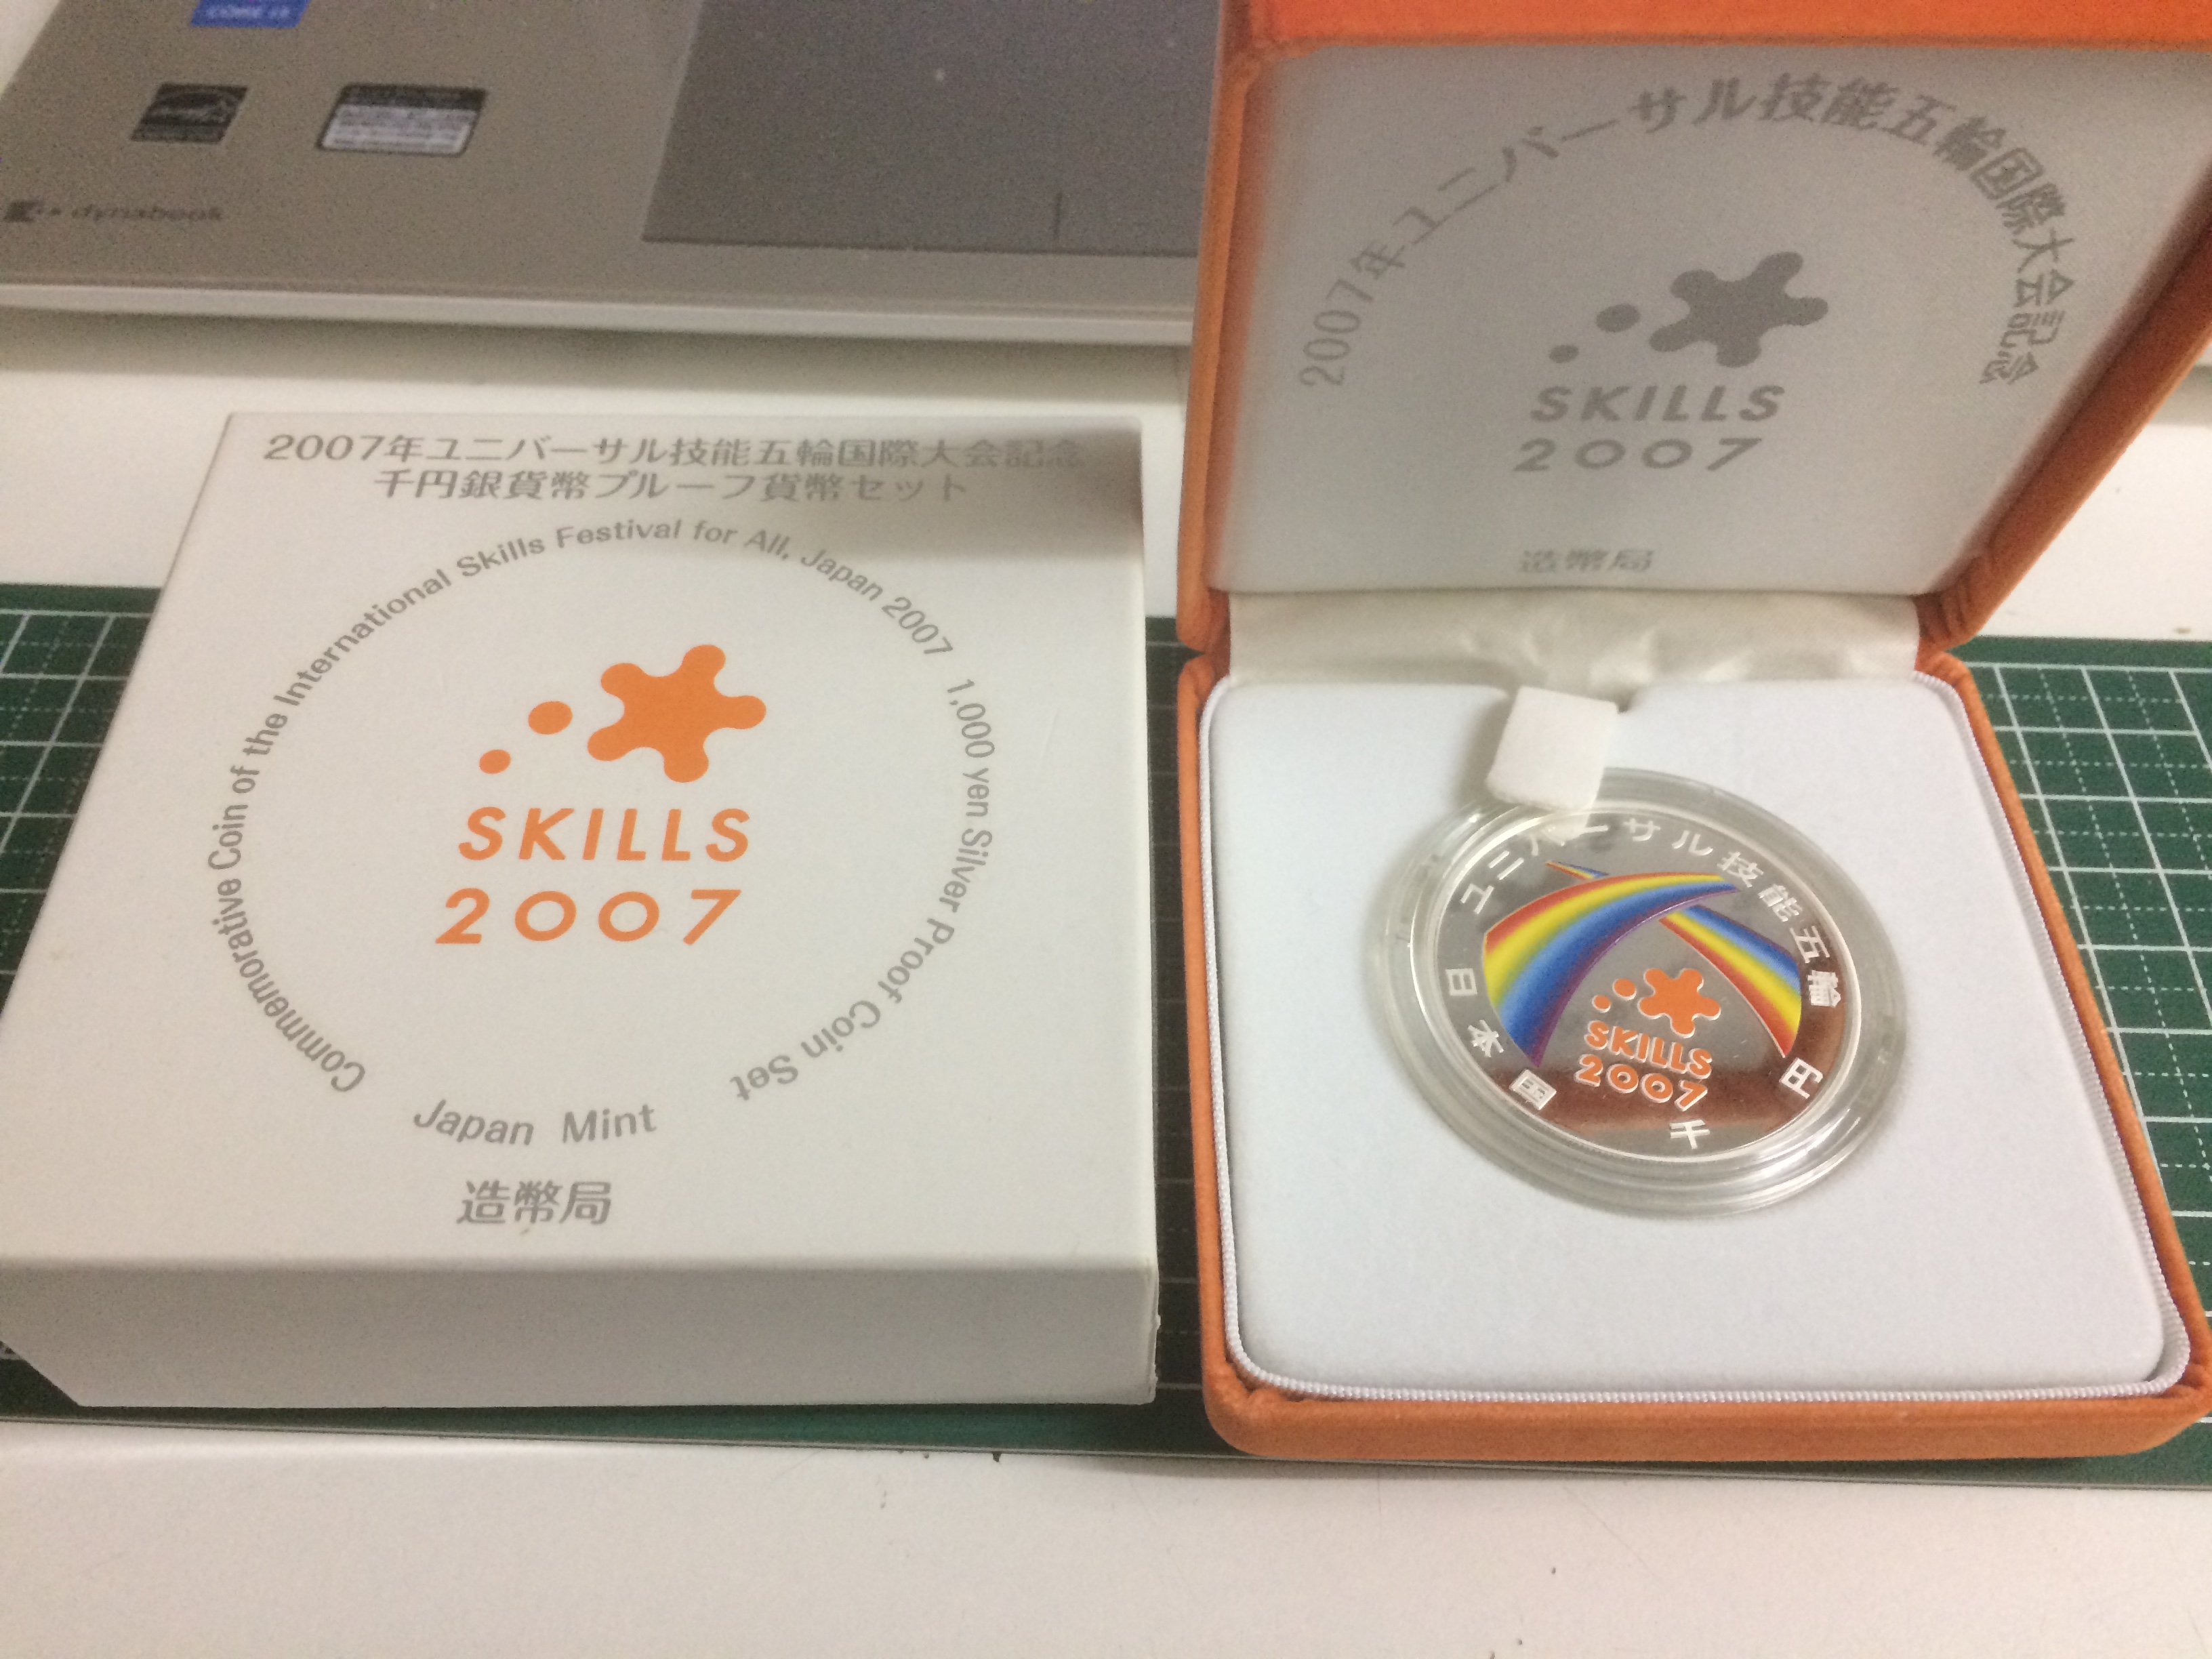 dynabook
2007年ユニバーサル技能五輪国際大会記念
千円銀貨幣プルーフ貨幣セット
Commemorative Coin of the International Skills Festival for All, Japan 2007 1,000 yen Silver Proof Coin Set
SKILLS
2007
Japan Mint
造幣局
2007年ユニバーサル技能五輪国際大会記念
SKILLS
2007
造幣局
ユニバーサル技能五輪
日本国
SKILLS
2007
千円